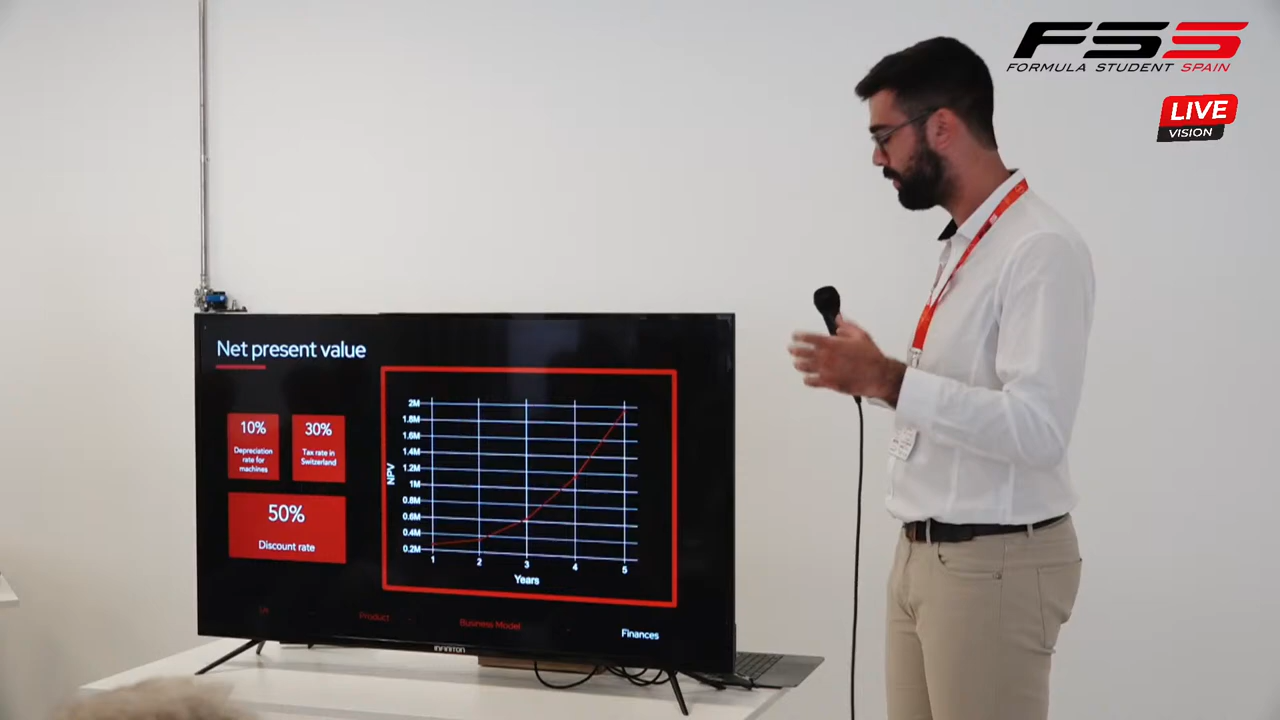 FSS
FORMULA STUDENT SPAIN
LIVE
VISION
Net present value
10%
Depreciation
rate for
machines
30%
Tax rate in
Switzerland
50%
Discount rate
NPV
2M
1.8M
1.6M
1.4M
1.2M
1M
0.8M
0.6M
0.4M
0.2M
1 2 3 4 5
Years
Product
Business Model
Finances
INFINITON